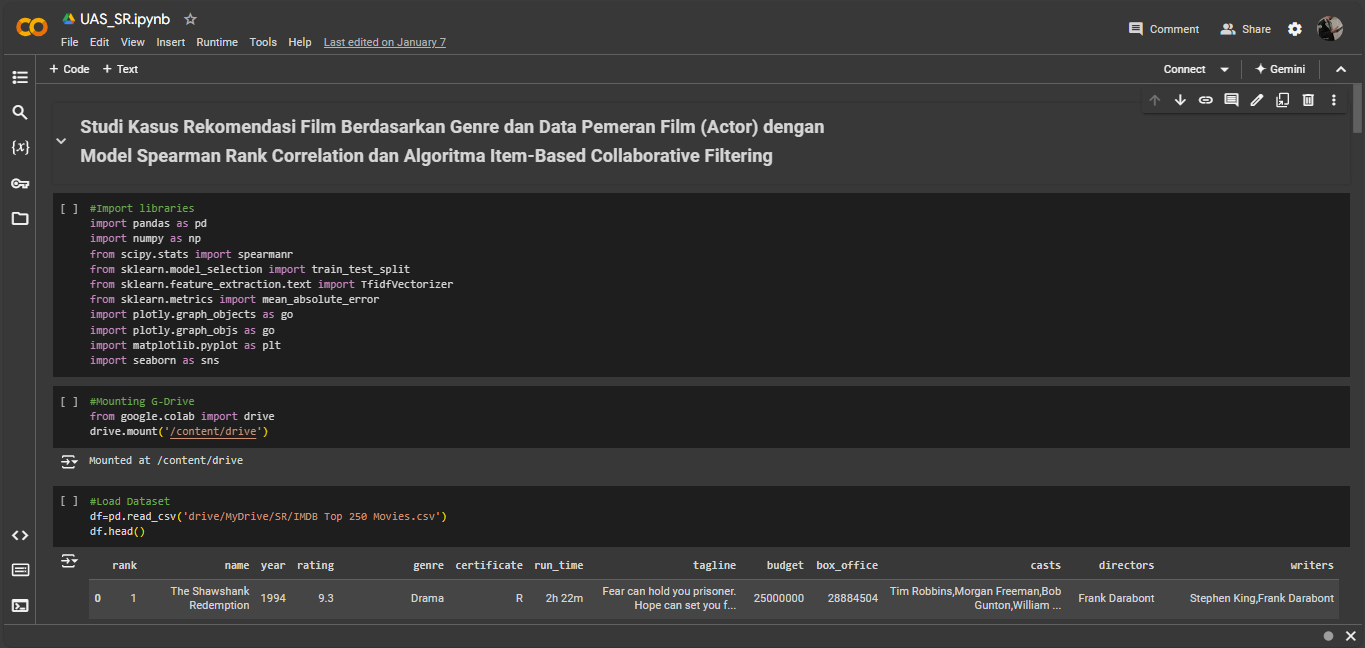 UAS_SR.ipynb
File Edit View Insert Runtime Tools Help Last edited on January 7
Comment Share
+ Code + Text
Connect Gemini
Studi Kasus Rekomendasi Film Berdasarkan Genre dan Data Pemeran Film (Actor) dengan
Model Spearman Rank Correlation dan Algoritma Item-Based Collaborative Filtering
[ ] #Import libraries
import pandas as pd
import numpy as np
from scipy.stats import spearmanr
from sklearn.model_selection import train_test_split
from sklearn.feature_extraction.text import TfidfVectorizer
from sklearn.metrics import mean_absolute_error
import plotly.graph_objects as go
import plotly.graph_objs as go
import matplotlib.pyplot as plt
import seaborn as sns
[ ] #Mounting G-Drive
from google.colab import drive
drive.mount('/content/drive')
Mounted at /content/drive
[ ] #Load Dataset
df=pd.read_csv('drive/MyDrive/SR/IMDB Top 250 Movies.csv')
df.head()
rank name year rating genre certificate run_time tagline budget box_office casts directors writers
0 1 The Shawshank Redemption 1994 9.3 Drama R 2h 22m Fear can hold you prisoner. Hope can set you f... 25000000 28884504 Tim Robbins,Morgan Freeman,Bob Gunton,William ... Frank Darabont Stephen King,Frank Darabont